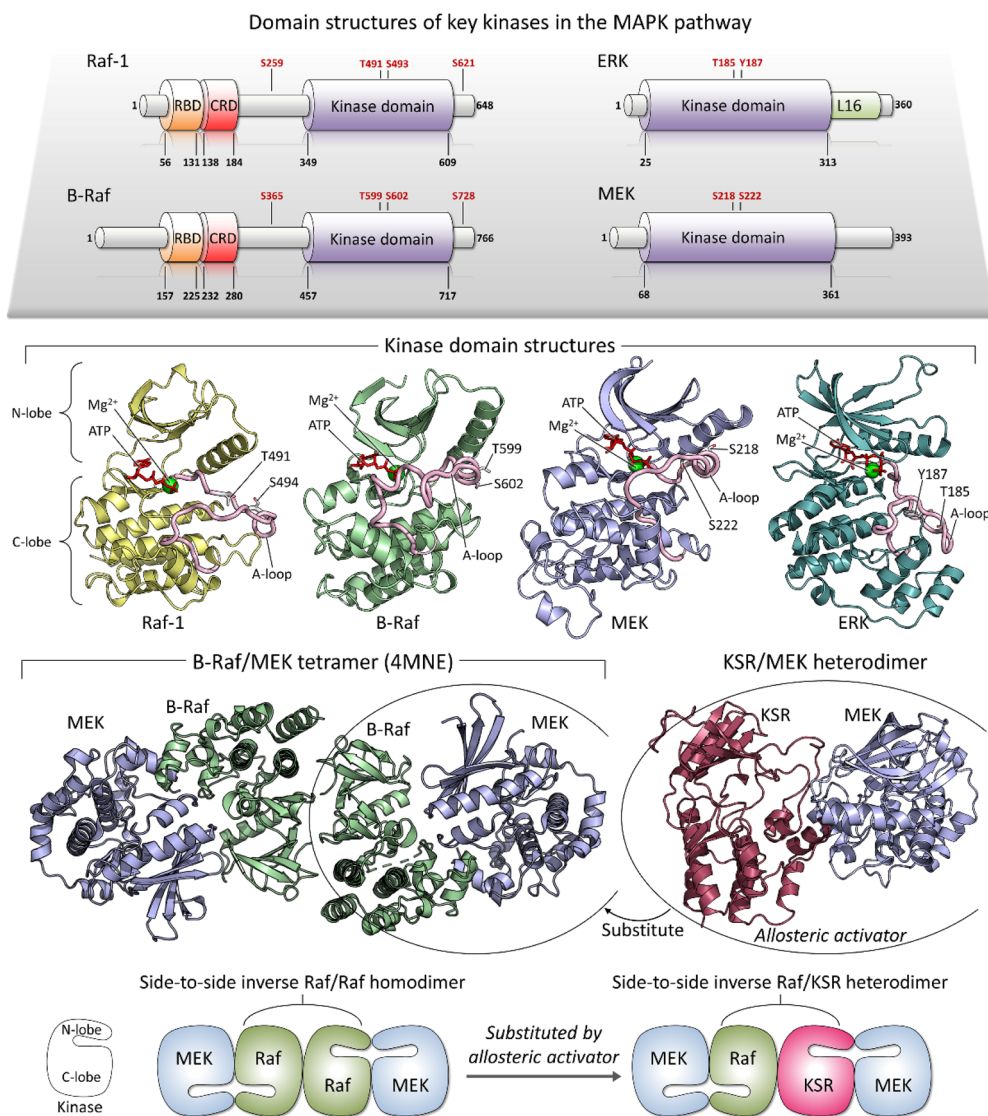 Domain structures of key kinases in the MAPK pathway
Raf-1
S259
T491 S493
S621
1
RBD
CRD
Kinase domain
648
56
131
138
184
349
609
ERK
T185 Y187
1
Kinase domain
L16
360
25
313
B-Raf
S365
T599 S602
S728
1
RBD
CRD
Kinase domain
766
157
225
232
280
457
717
MEK
S218 S222
1
Kinase domain
393
68
361
Kinase domain structures
N-lobe
C-lobe
Mg2+
ATP
T491
S494
A-loop
Raf-1
Mg2+
ATP
T599
S602
A-loop
B-Raf
ATP
Mg2+
S218
A-loop
S222
MEK
ATP
Mg2+
Y187
T185
A-loop
ERK
B-Raf/MEK tetramer (4MNE)
MEK
B-Raf
B-Raf
MEK
KSR/MEK heterodimer
KSR
MEK
Substitute
Allosteric activator
Side-to-side inverse Raf/Raf homodimer
Side-to-side inverse Raf/KSR heterodimer
N-lobe
C-lobe
Kinase
MEK
Raf
Raf
MEK
Substituted by
allosteric activator
MEK
Raf
KSR
MEK